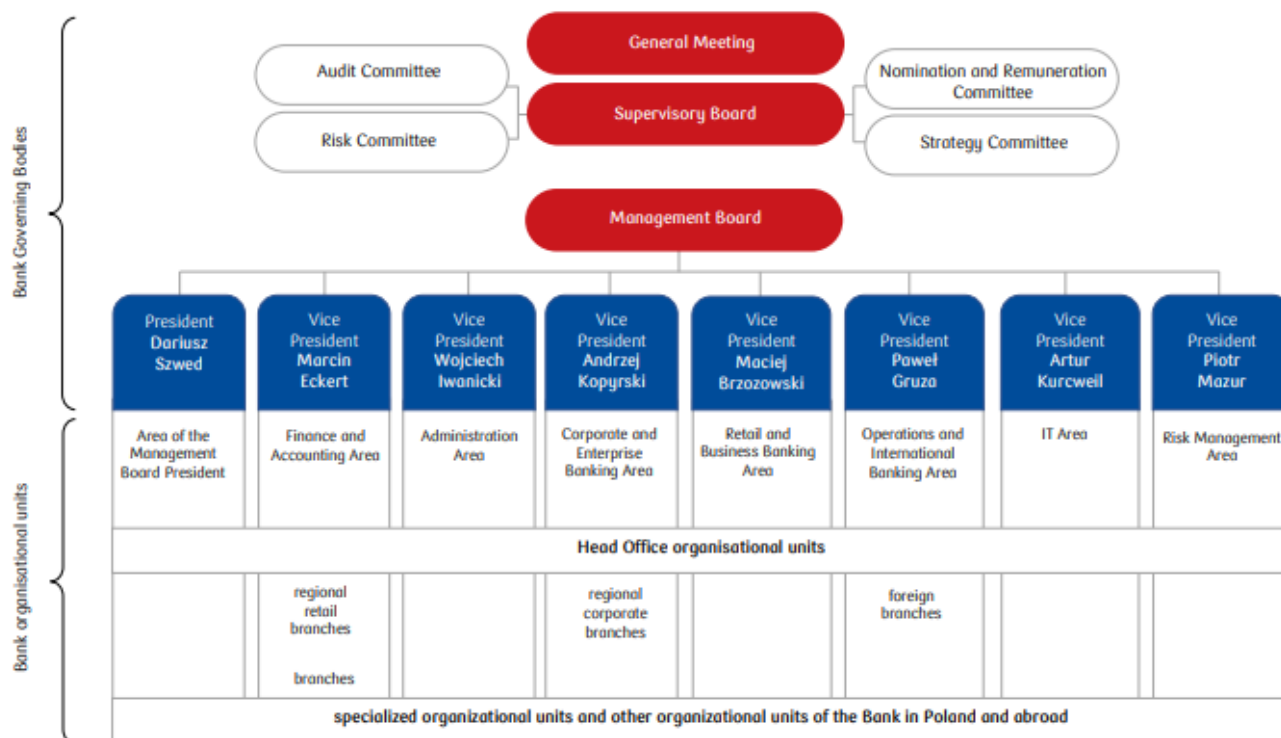 General Meeting
Audit Committee
Nomination and Remuneration
Committee
Supervisory Board
Risk Committee
Strategy Committee
Management Board
Bank Governing Bodies
President
Dariusz
Szwed
Vice
President
Marcin
Eckert
Vice
President
Wojciech
Iwanicki
Vice
President
Andrzej
Kopyrski
Vice
President
Maciej
Brzozowski
Vice
President
Paweł
Gruza
Vice
President
Artur
Kurcweil
Vice
President
Piotr
Mazur
Bank organisational units
Area of the
Management
Board President
Finance and
Accounting Area
Administration
Area
Corporate and
Enterprise
Banking Area
Retail and
Business Banking
Area
Operations and
International
Banking Area
IT Area
Risk Management
Area
Head Office organisational units
regional
retail
branches
branches
regional
corporate
branches
foreign
branches
specialized organizational units and other organizational units of the Bank in Poland and abroad